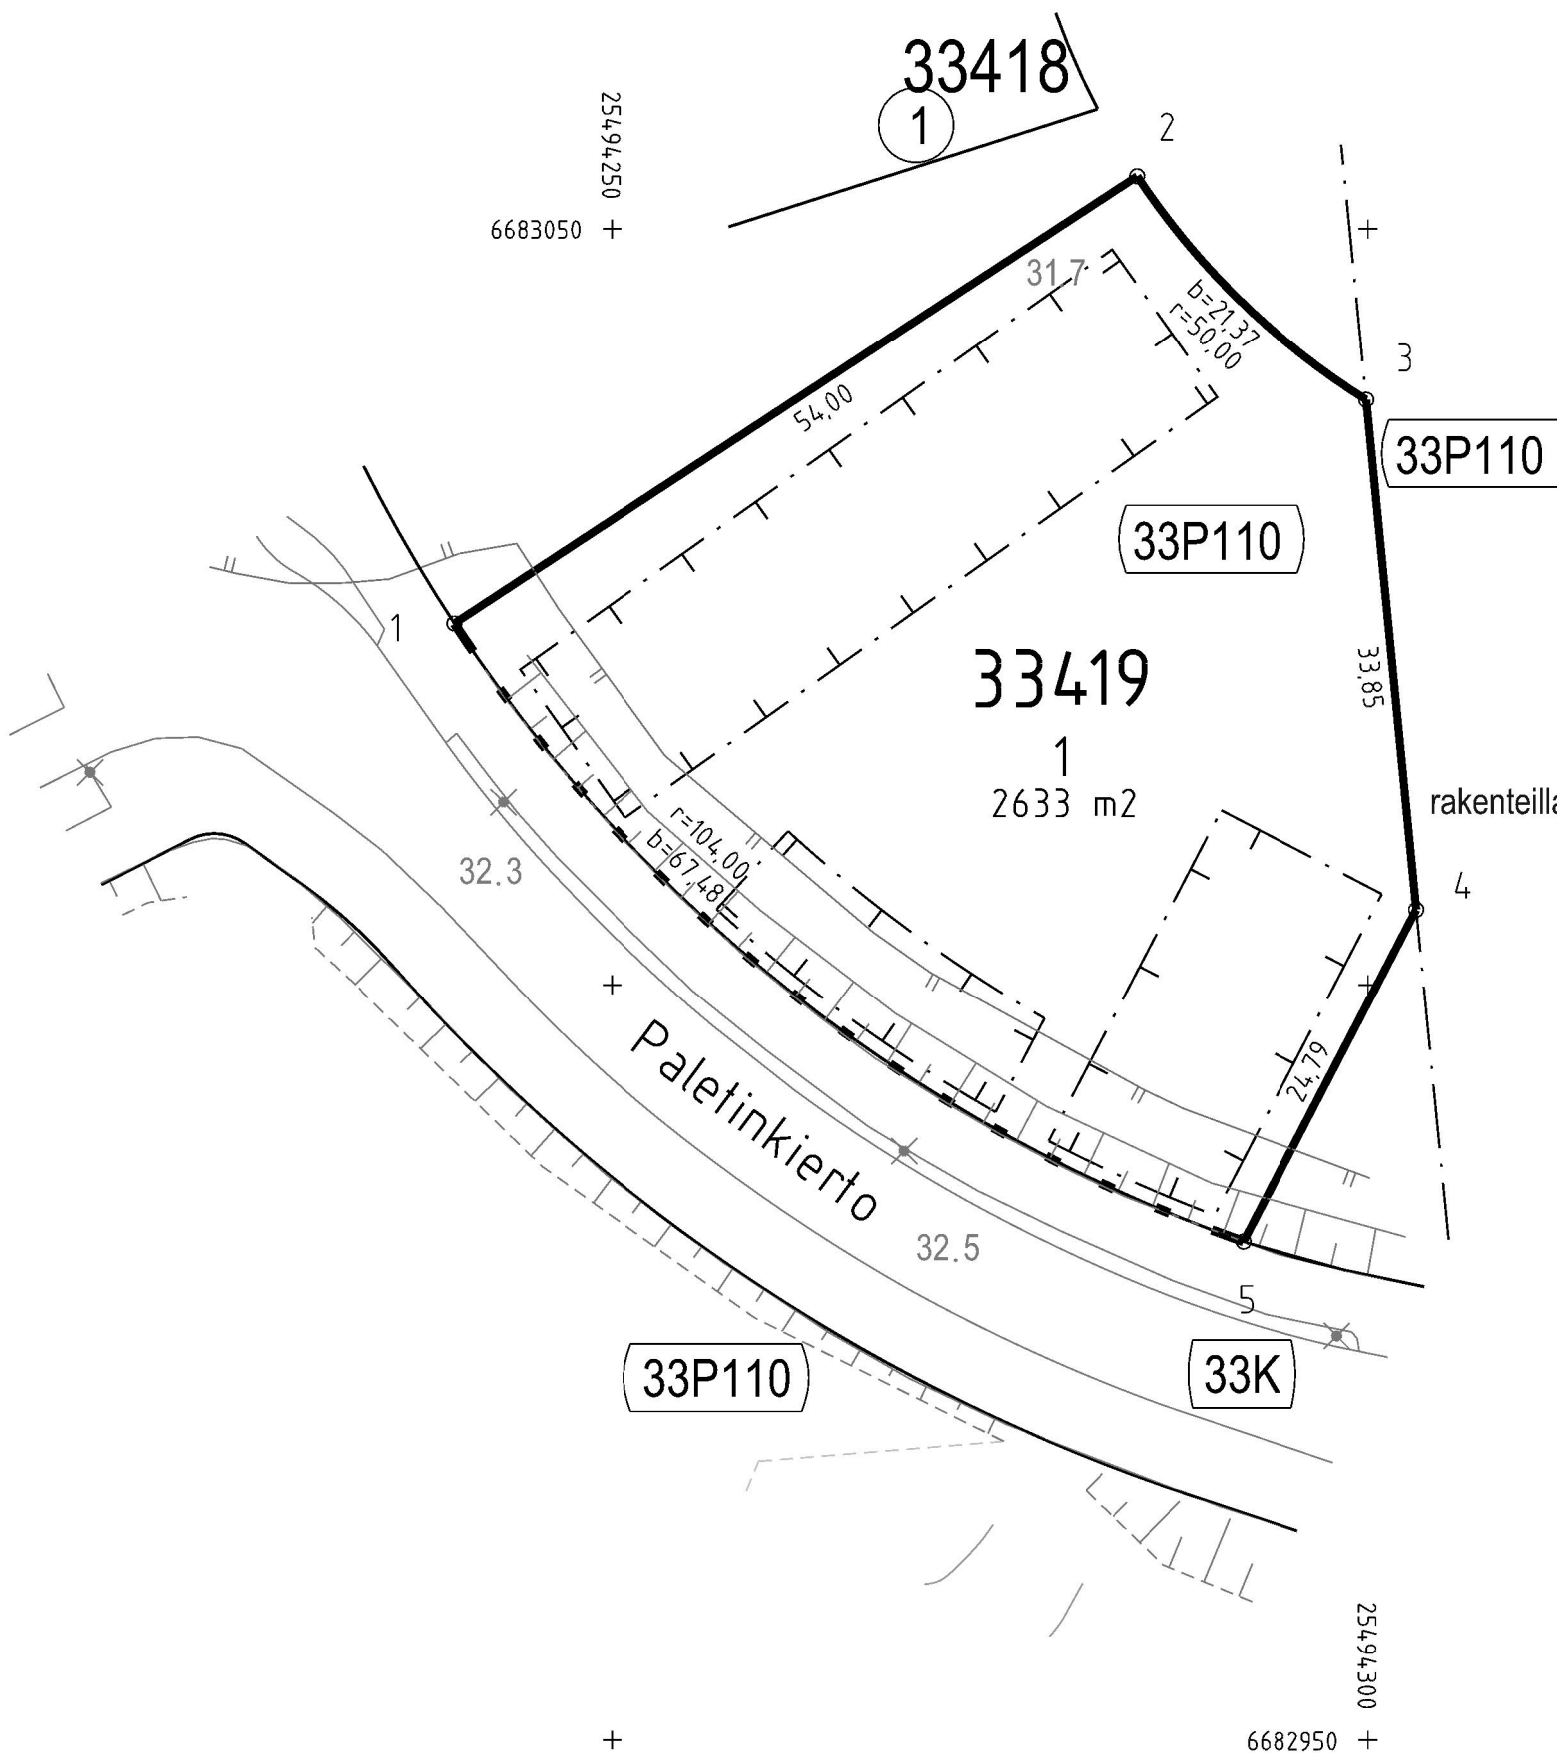 33418
1
25494250
6683050
2
31.7
b=21,37
r=50,00
3
54,00
33P110
33P110
1
33419
1
2633 m2
33,85
rakenteilla
r=104,00
b=67,48
32.3
4
24,79
Paletinkierto
32.5
5
33P110
33K
25494300
6682950